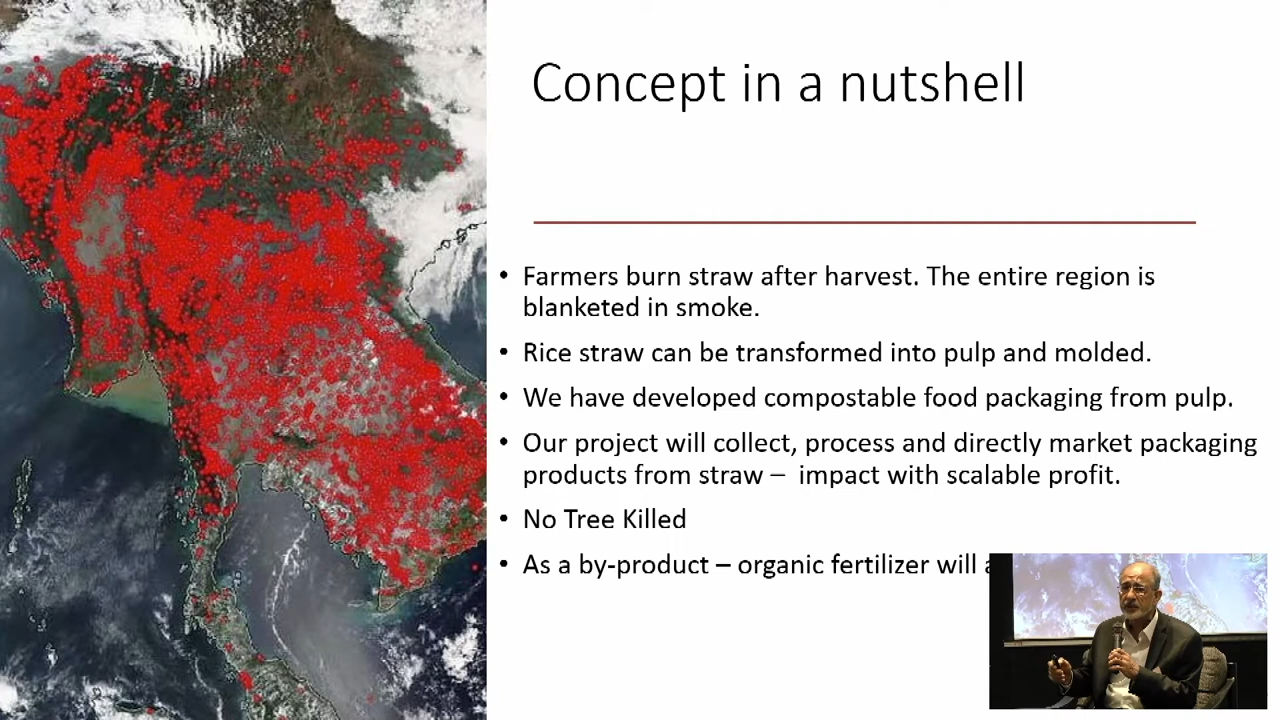 Concept in a nutshell
• Farmers burn straw after harvest. The entire region is
blanketed in smoke.
• Rice straw can be transformed into pulp and molded.
• We have developed compostable food packaging from pulp.
• Our project will collect, process and directly market packaging
products from straw – impact with scalable profit.
• No Tree Killed
• As a by-product – organic fertilizer will